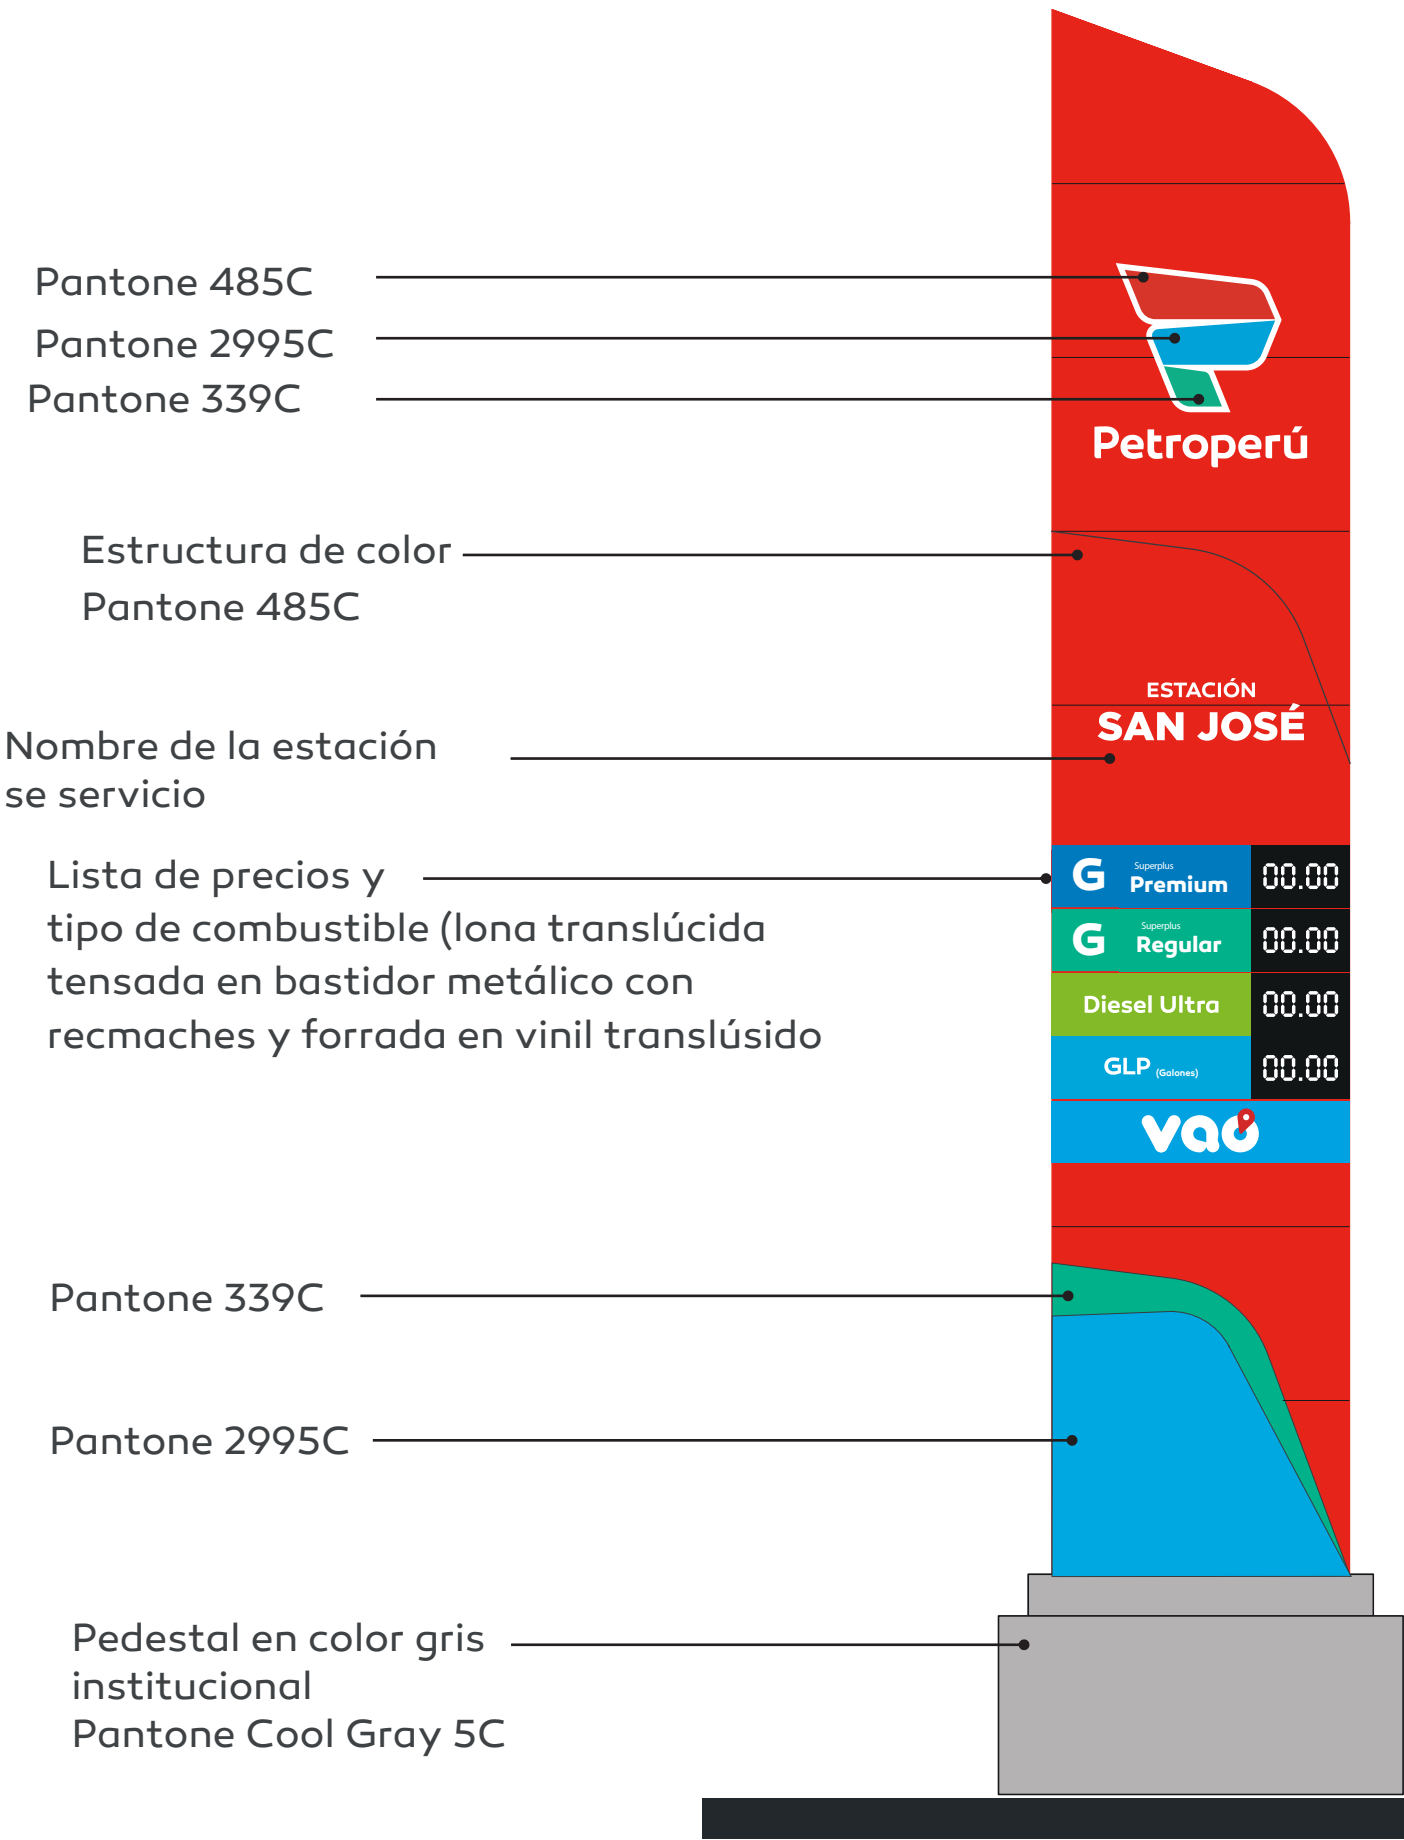 Pantone 485C
Pantone 2995C
Pantone 339C
Petroperú
Estructura de color
Pantone 485C
ESTACIÓN
SAN JOSÉ
Nombre de la estación
se servicio
Lista de precios y
tipo de combustible (lona translúcida
tensada en bastidor metálico con
recmaches y forrada en vinil translúsido
G Superplus
Premium 00.00
G Superplus
Regular 00.00
Diesel Ultra 00.00
GLP (Galones) 00.00
vao
Pantone 339C
Pantone 2995C
Pedestal en color gris
institucional
Pantone Cool Gray 5C